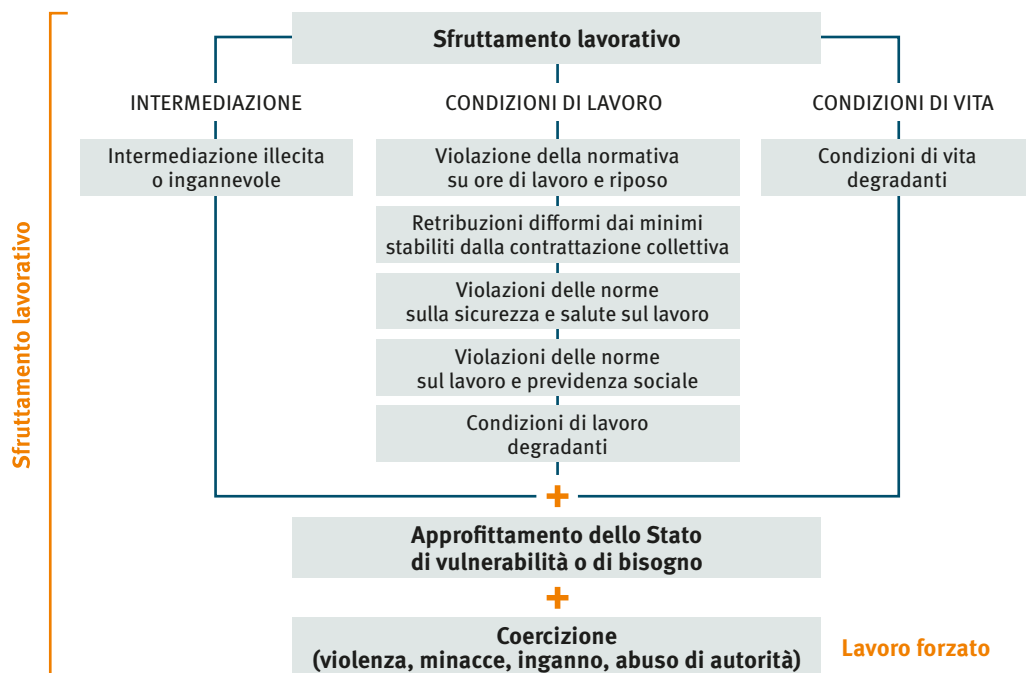 Sfruttamento lavorativo
Sfruttamento lavorativo
INTERMEDIAZIONE
Intermediazione illecita
o ingannevole
CONDIZIONI DI LAVORO
Violazione della normativa
su ore di lavoro e riposo
Retribuzioni difformi dai minimi
stabiliti dalla contrattazione collettiva
Violazioni delle norme
sulla sicurezza e salute sul lavoro
Violazioni delle norme
sul lavoro e previdenza sociale
Condizioni di lavoro
degradanti
CONDIZIONI DI VITA
Condizioni di vita
degradanti
+
Approfittamento dello Stato
di vulnerabilità o di bisogno
+
Coercizione
(violenza, minacce, inganno, abuso di autorità)
Lavoro forzato